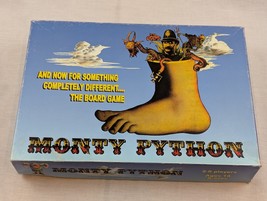 AND NOW FOR SOMETHING
COMPLETELY DIFFERENT....
THE BOARD GAME
MONTY PYTHON
MONTY PYTHON